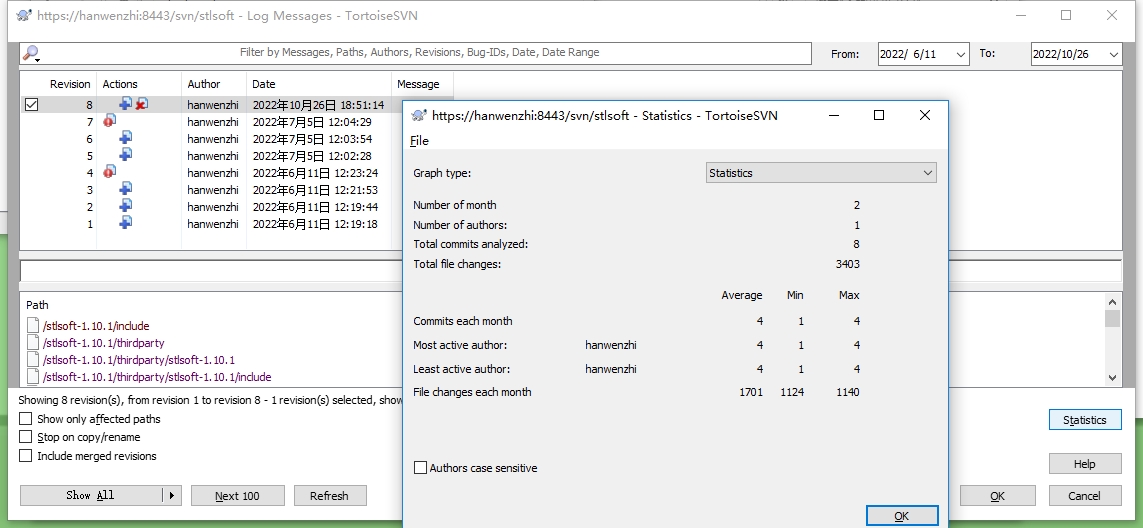 https://hanwenzhi:8443/svn/stlsoft - Log Messages - TortoiseSVN
Filter by Messages, Paths, Authors, Revisions, Bug-IDs, Date, Date Range
From: 2022/ 6/11 To: 2022/10/26
Revision Actions Author Date Message
8 hanwenzhi 2022年10月26日 18:51:14
7 hanwenzhi 2022年7月5日 12:04:29
6 hanwenzhi 2022年7月5日 12:03:54
5 hanwenzhi 2022年7月5日 12:02:28
4 hanwenzhi 2022年6月11日 12:23:24
3 hanwenzhi 2022年6月11日 12:21:53
2 hanwenzhi 2022年6月11日 12:19:44
1 hanwenzhi 2022年6月11日 12:19:18
Path
/stlsoft-1.10.1/include
/stlsoft-1.10.1/thirdparty
/stlsoft-1.10.1/thirdparty/stlsoft-1.10.1
/stlsoft-1.10.1/thirdparty/stlsoft-1.10.1/include
Showing 8 revision(s), from revision 1 to revision 8 - 1 revision(s) selected, show
Show only affected paths
Stop on copy/rename
Include merged revisions
Show All
Next 100
Refresh
Statistics
Help
OK
Cancel
https://hanwenzhi:8443/svn/stlsoft - Statistics - TortoiseSVN
File
Graph type: Statistics
Number of month 2
Number of authors: 1
Total commits analyzed: 8
Total file changes: 3403
Average Min Max
Commits each month 4 1 4
Most active author: hanwenzhi 4 1 4
Least active author: hanwenzhi 4 1 4
File changes each month 1701 1124 1140
Authors case sensitive
OK